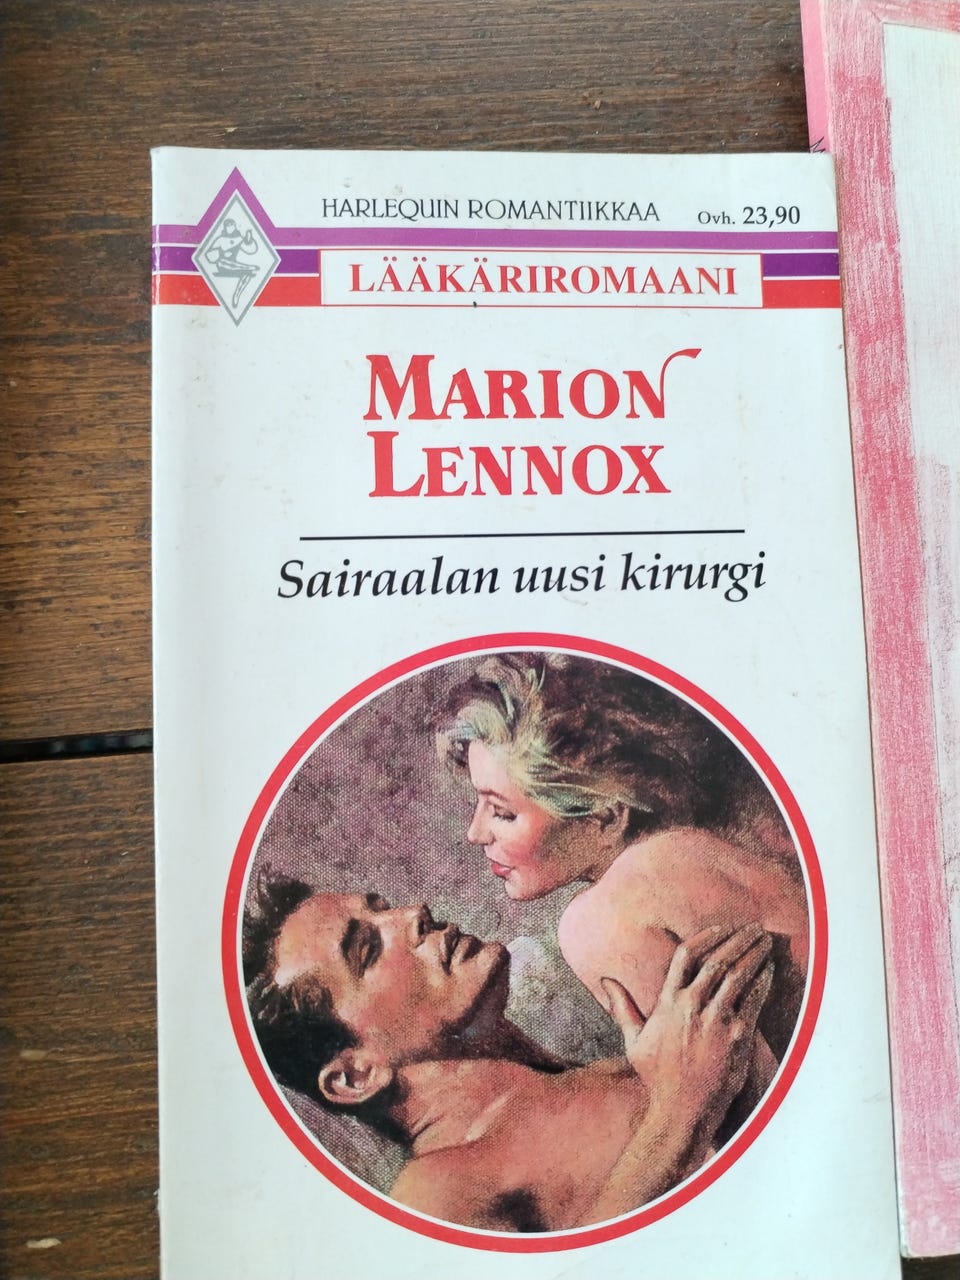 HARLEQUIN ROMANTIIKKAA Ovh. 23,90
LÄÄKÄRIROMAANI
MARION
LENNOX
Sairaalan uusi kirurgi